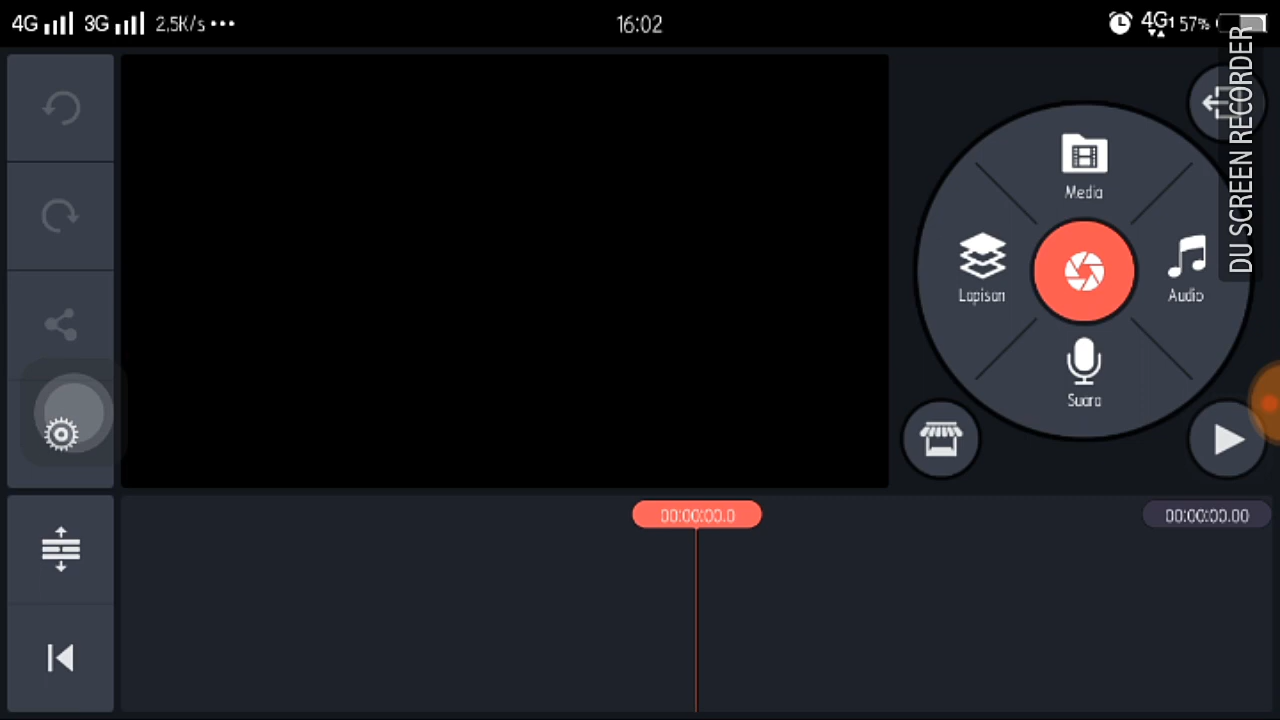 4G 3G 2,5K/s ••• 16:02 4G1 57%
DU SCREEN RECORDER
Media
Lapisan
Audio
Suara
00:00:00.0
00:00:00.00